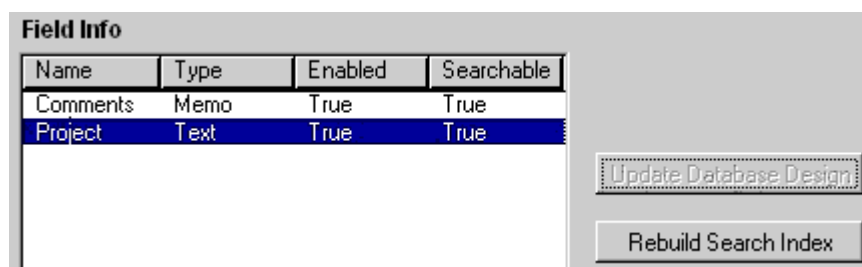 Field Info
Name Type Enabled Searchable
Comments Memo True True
Project Text True True
Update Database Design
Rebuild Search Index